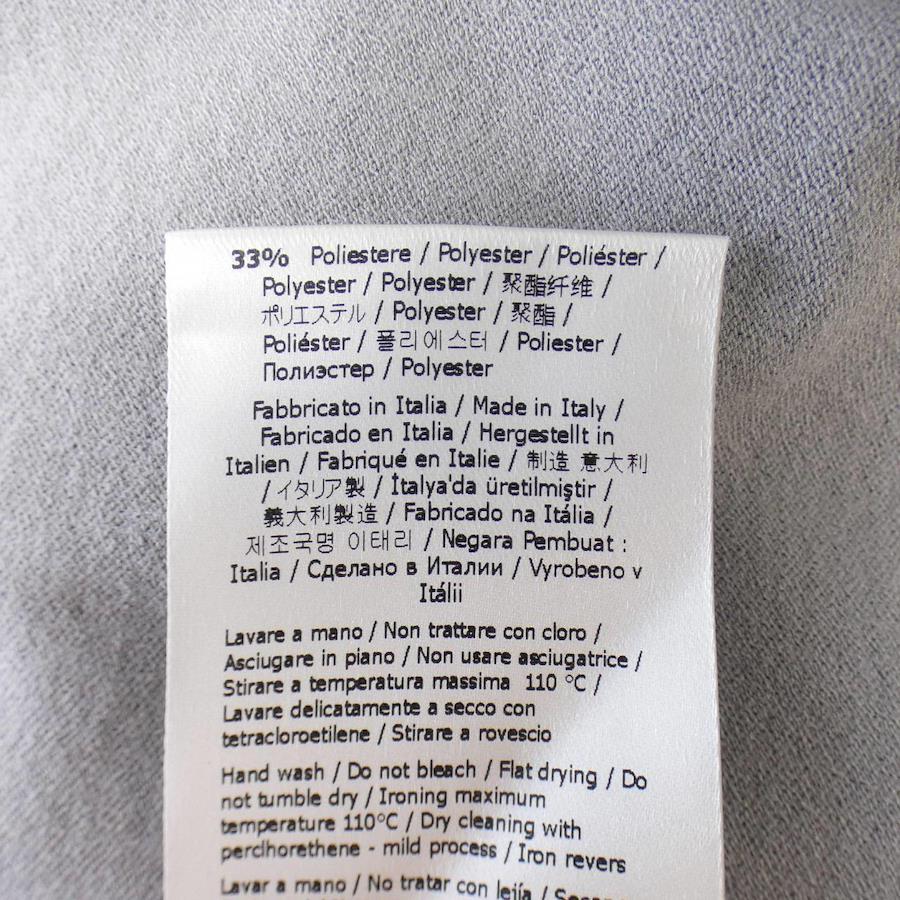 33% Poliestere / Polyester / Poliéster /
Polyester / Polyester / 聚酯纤维 /
ポリエステル / Polyester / 聚酯 /
Poliéster / 폴리에스터 / Poliester /
Полиэстер / Polyester
Fabbricato in Italia / Made in Italy /
Fabricado en Italia / Hergestellt in
Italien / Fabriqué en Italie / 制造 意大利
/ イタリア製 / İtalya'da üretilmiştir /
義大利製造 / Fabricado na Itália /
제조국명 이태리 / Negara Pembuat :
Italia / Сделано в Италии / Vyrobeno v
Itálii
Lavare a mano / Non trattare con cloro /
Asciugare in piano / Non usare asciugatrice /
Stirare a temperatura massima 110 °C /
Lavare delicatamente a secco con
tetracloroetilene / Stirare a rovescio
Hand wash / Do not bleach / Flat drying / Do
not tumble dry / Ironing maximum
temperature 110°C / Dry cleaning with
perclhorethene - mild process / Iron revers
Lavar a mano / No tratar con lejía /